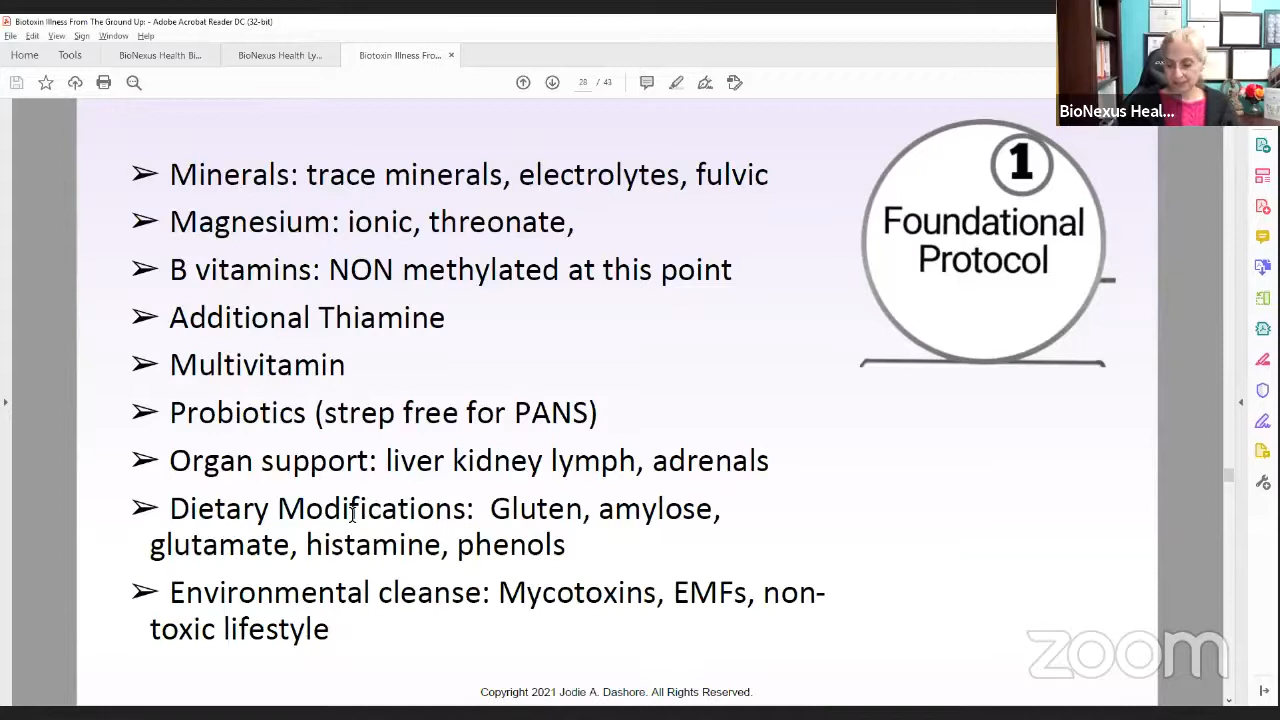 Biotoxin Illness From The Ground Up: - Adobe Acrobat Reader DC (32-bit)
File Edit View Sign Window Help
Home Tools BioNexus Health Bi... BioNexus Health Ly... Biotoxin Illness Fro... ×
28 / 43
BioNexus Heal...
➢ Minerals: trace minerals, electrolytes, fulvic
➢ Magnesium: ionic, threonate,
➢ B vitamins: NON methylated at this point
➢ Additional Thiamine
➢ Multivitamin
➢ Probiotics (strep free for PANS)
➢ Organ support: liver kidney lymph, adrenals
➢ Dietary Modifications:  Gluten, amylose,
glutamate, histamine, phenols
➢ Environmental cleanse: Mycotoxins, EMFs, non-
toxic lifestyle
1
Foundational
Protocol
Copyright 2021 Jodie A. Dashore. All Rights Reserved.
zoom